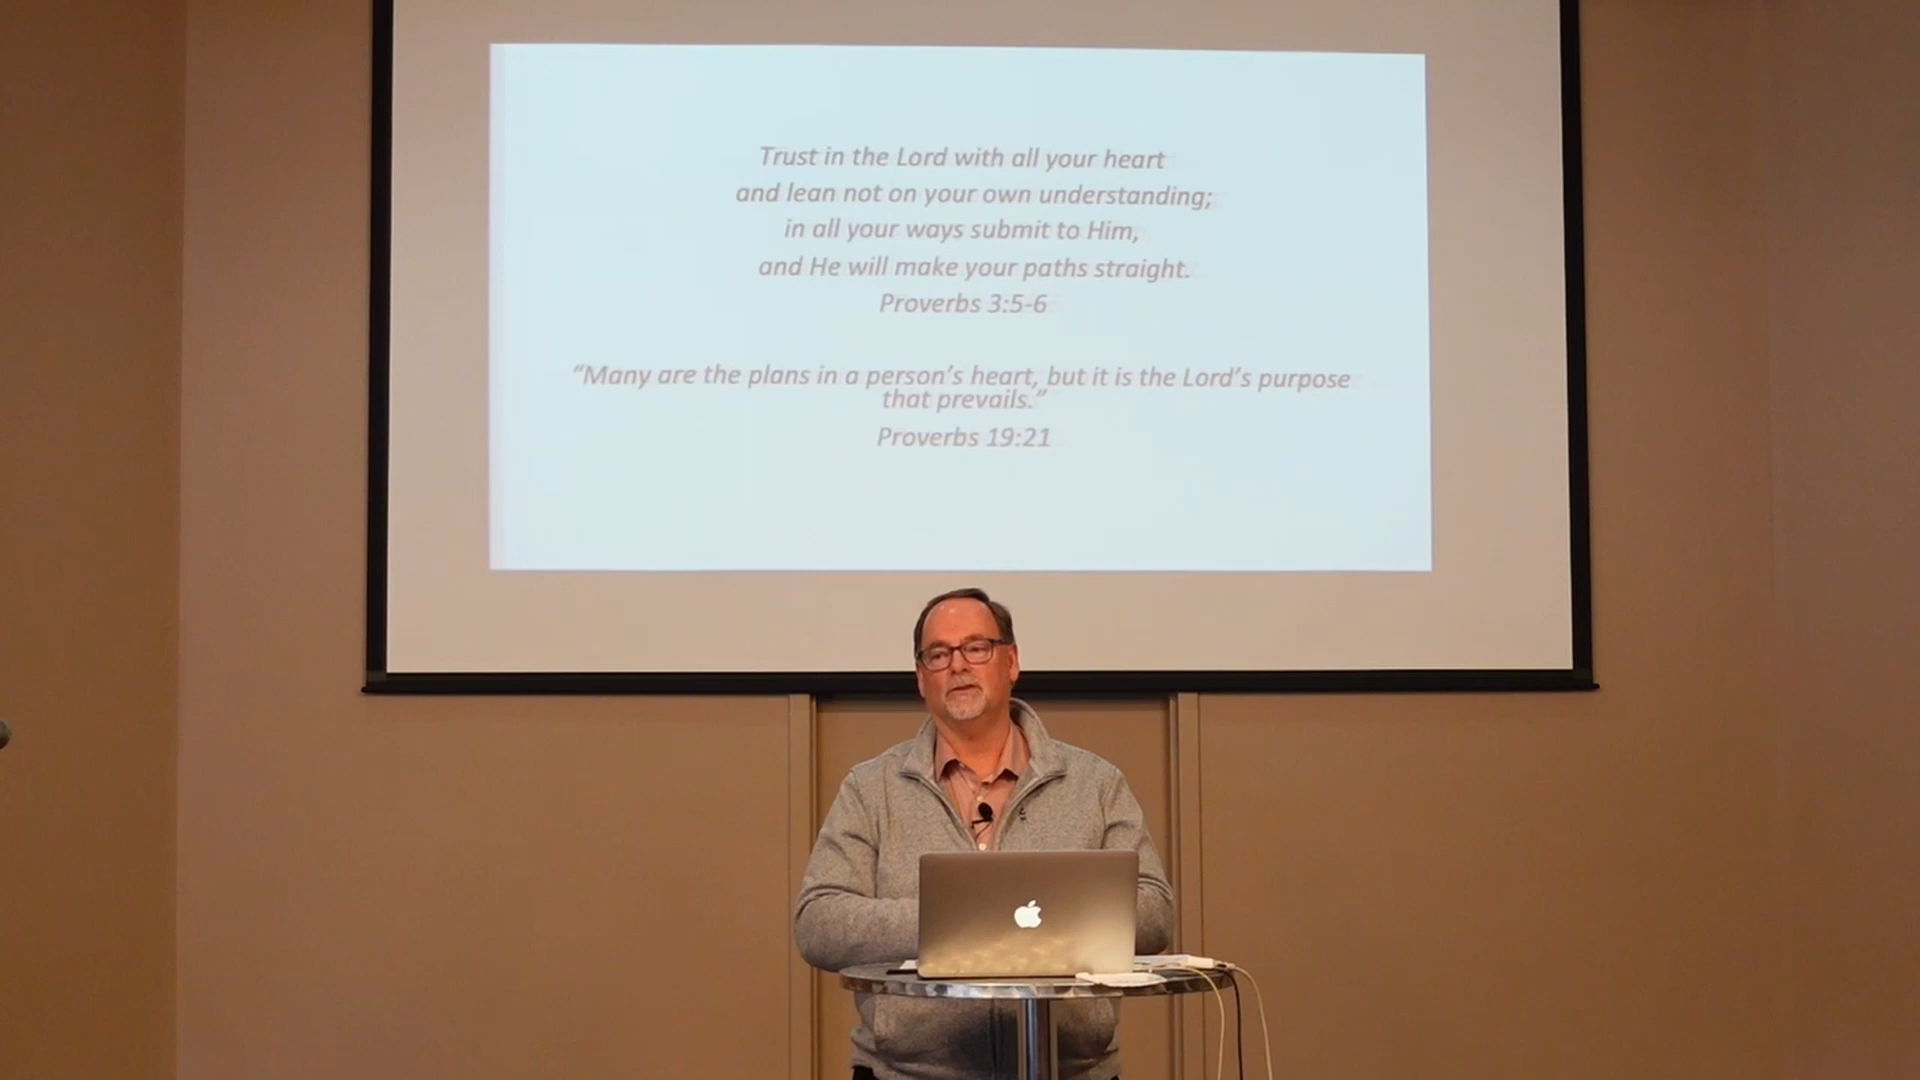 Trust in the Lord with all your heart
and lean not on your own understanding;
in all your ways submit to Him,
and He will make your paths straight.
Proverbs 3:5-6
“Many are the plans in a person’s heart, but it is the Lord’s purpose
that prevails.”
Proverbs 19:21